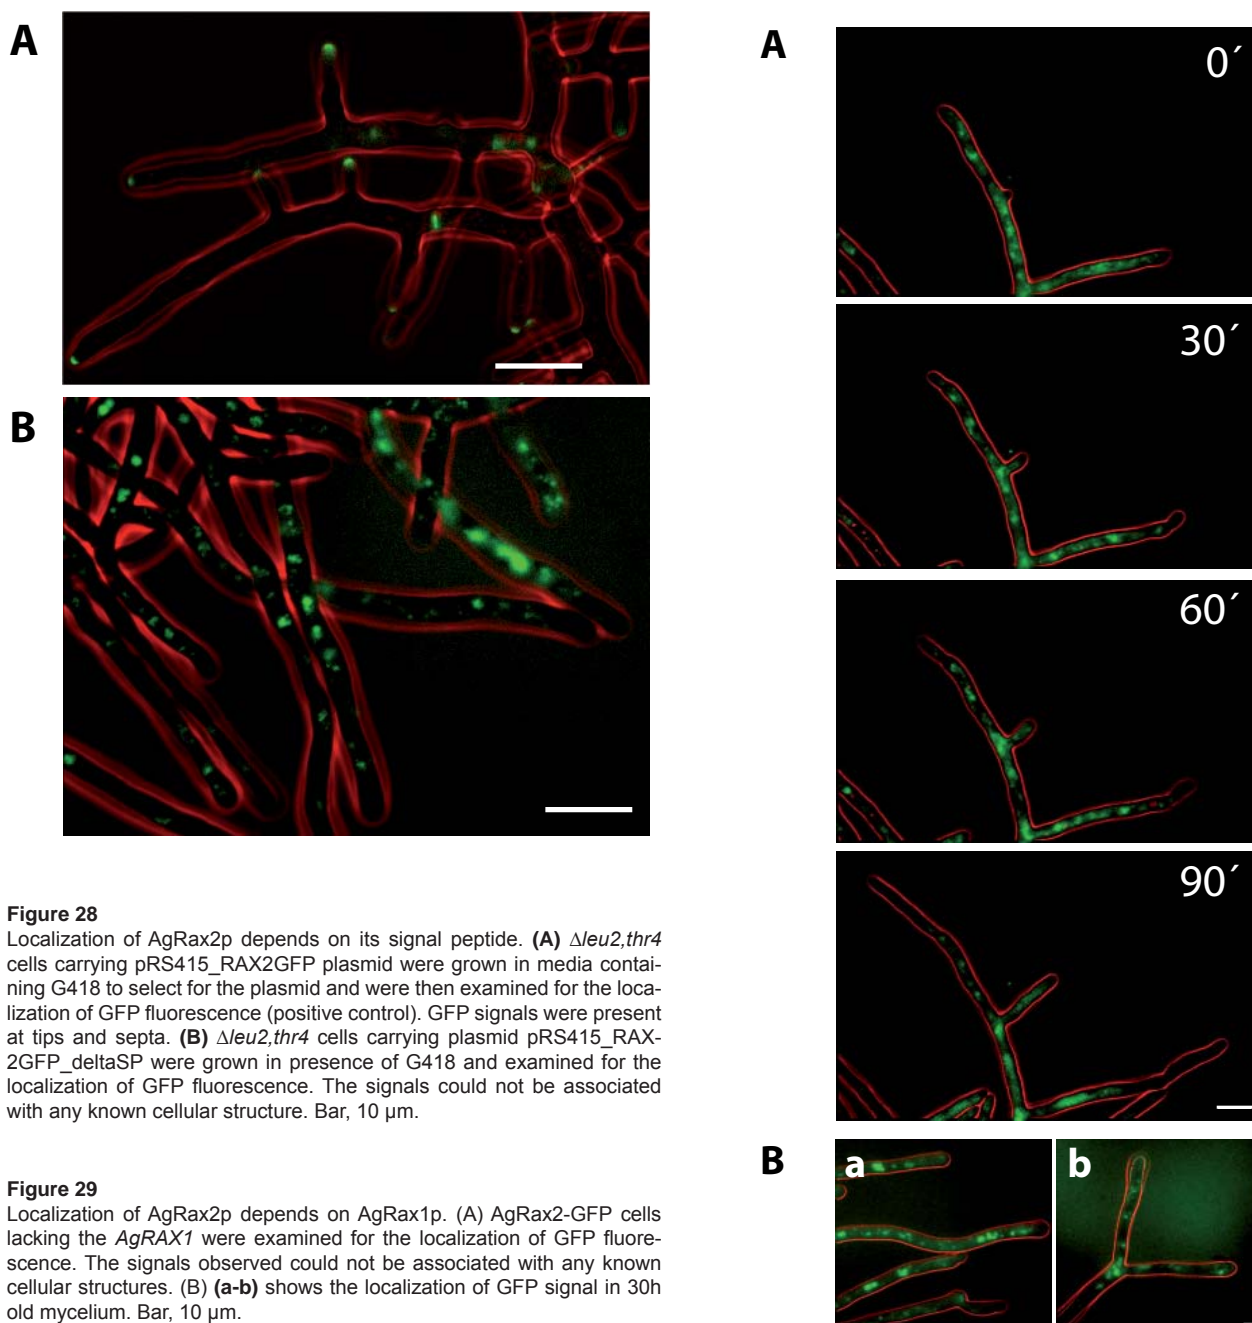 A
B
Figure 28
Localization of AgRax2p depends on its signal peptide. (A) Δleu2,thr4
cells carrying pRS415_RAX2GFP plasmid were grown in media contai-
ning G418 to select for the plasmid and were then examined for the loca-
lization of GFP fluorescence (positive control). GFP signals were present
at tips and septa. (B) Δleu2,thr4 cells carrying plasmid pRS415_RAX-
2GFP_deltaSP were grown in presence of G418 and examined for the
localization of GFP fluorescence. The signals could not be associated
with any known cellular structure. Bar, 10 µm.
Figure 29
Localization of AgRax2p depends on AgRax1p. (A) AgRax2-GFP cells
lacking the AgRAX1 were examined for the localization of GFP fluore-
scence. The signals observed could not be associated with any known
cellular structures. (B) (a-b) shows the localization of GFP signal in 30h
old mycelium. Bar, 10 µm.
A
0´
30´
60´
90´
B
a
b